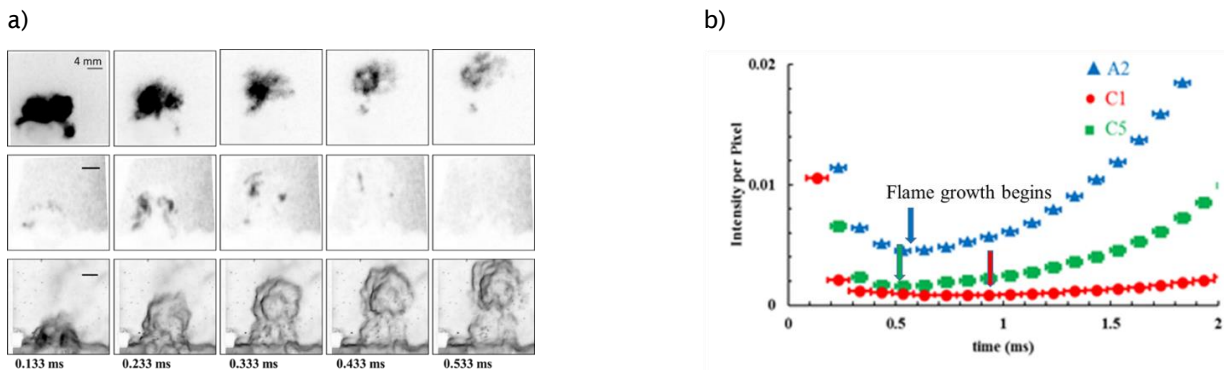 a)
4 mm
0.133 ms 0.233 ms 0.333 ms 0.433 ms 0.533 ms
b)
0.02
0.01
0
Intensity per Pixel
A2
C1
C5
Flame growth begins
0 0.5 1 1.5 2
time (ms)